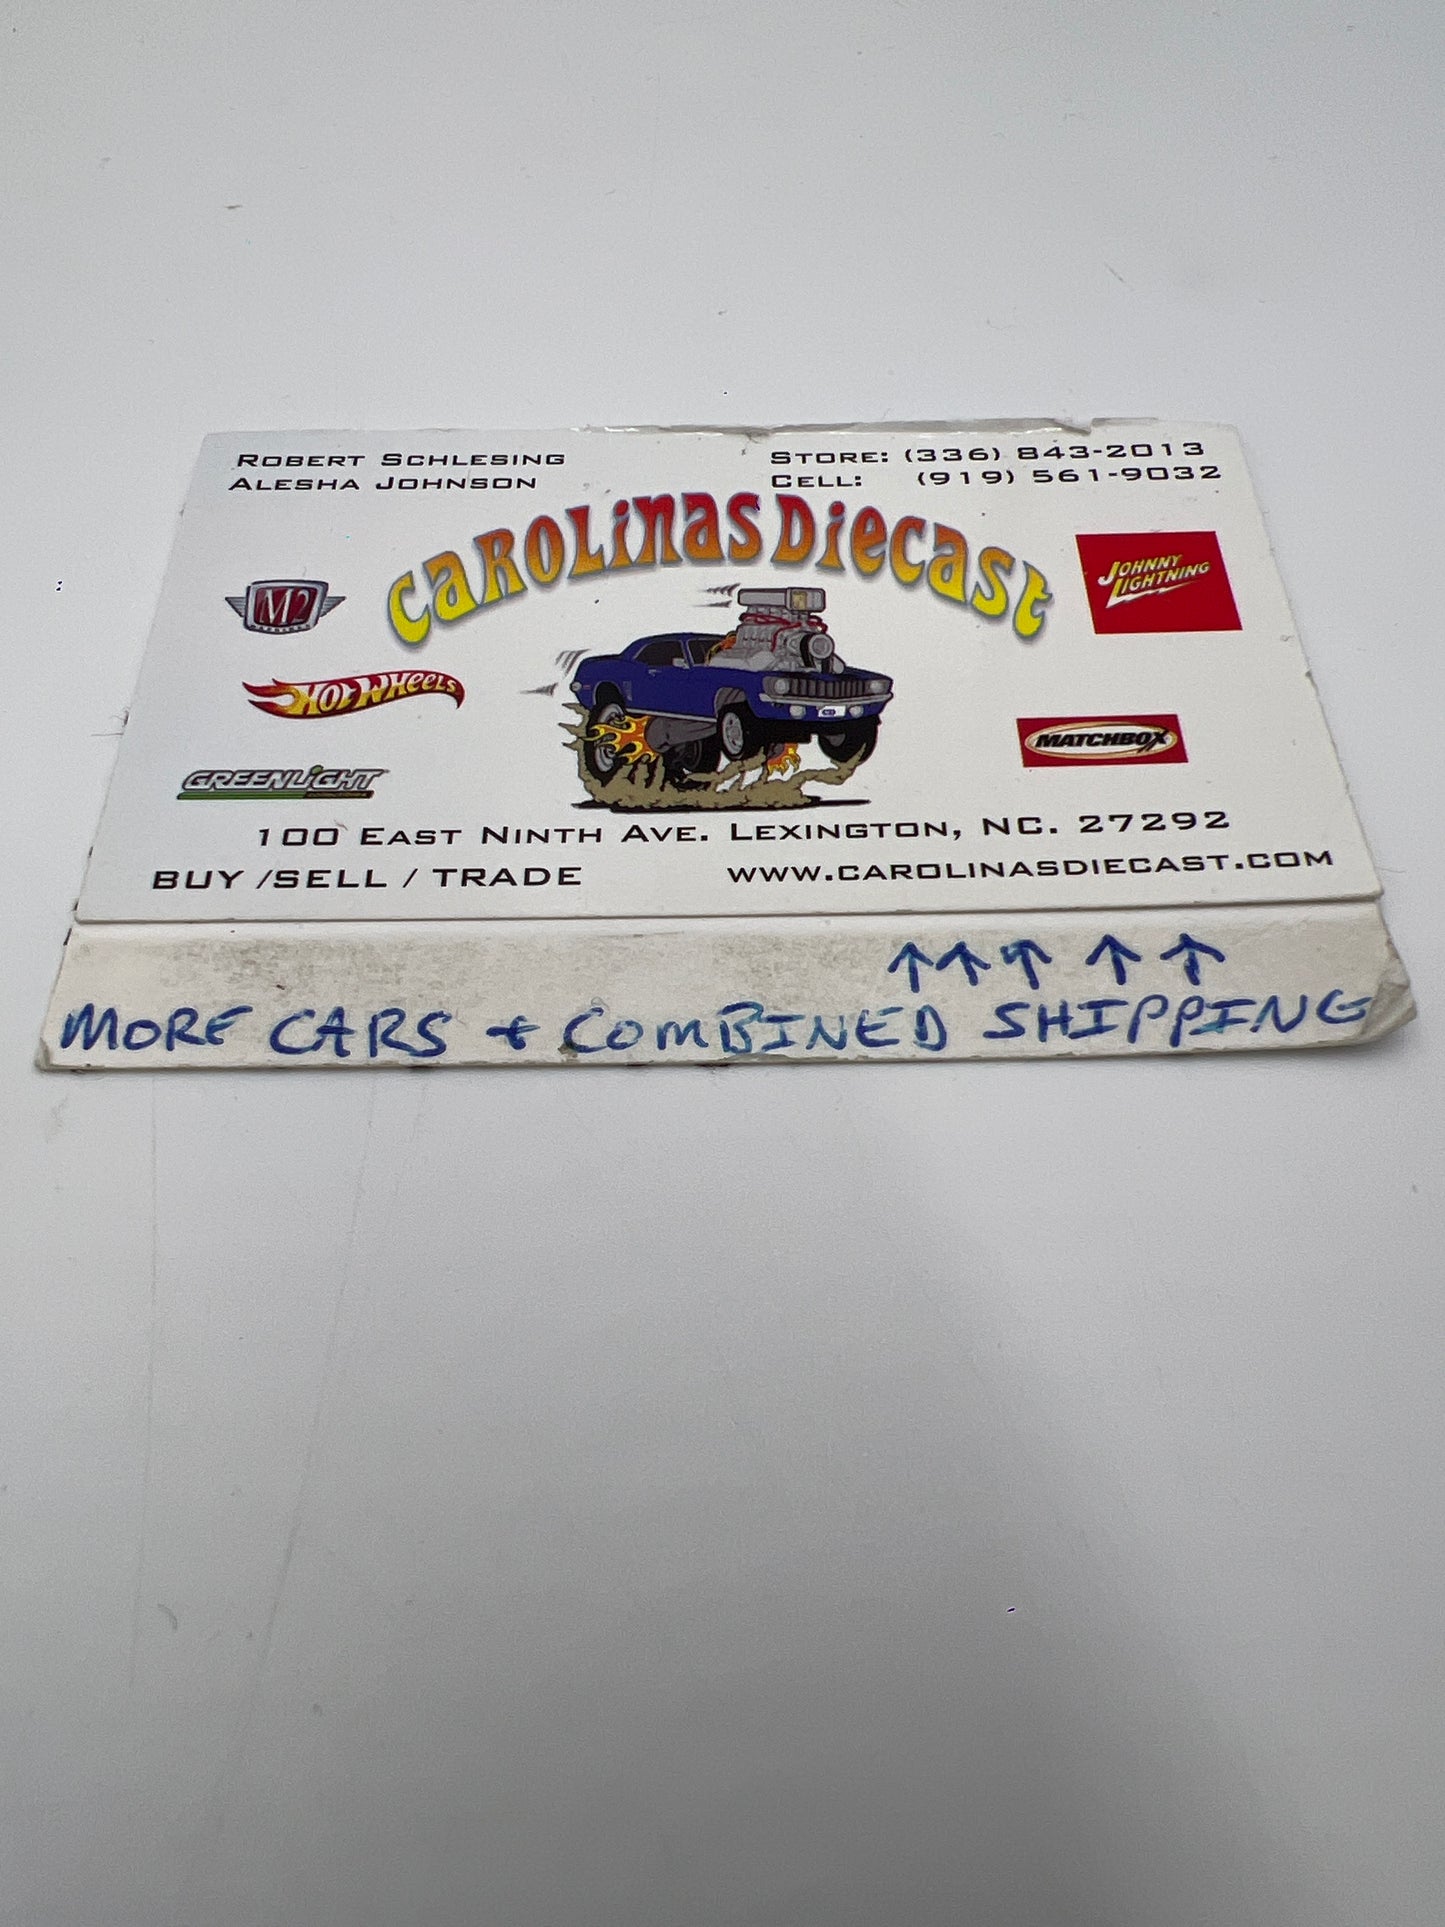 ROBERT SCHLESING
ALESHA JOHNSON
STORE: (336) 843-2013
CELL: (919) 561-9032
CAROLINAS DIECAST
M2
JOHNNY LIGHTNING
HOT WHEELS
MATCHBOX
GREENLIGHT
100 EAST NINTH AVE. LEXINGTON, NC. 27292
BUY /SELL / TRADE
WWW.CAROLINASDIECAST.COM
↑ ↑ ↑ ↑ ↑
MORE CARS + COMBINED SHIPPING